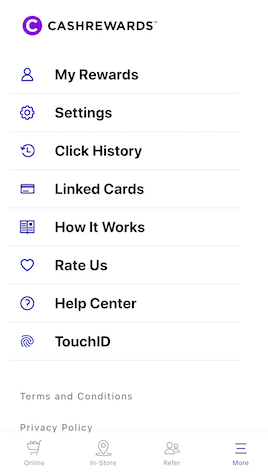 CASHREWARDS™
My Rewards
Settings
Click History
Linked Cards
How It Works
Rate Us
Help Center
TouchID
Terms and Conditions
Privacy Policy
Online
In-Store
Refer
More